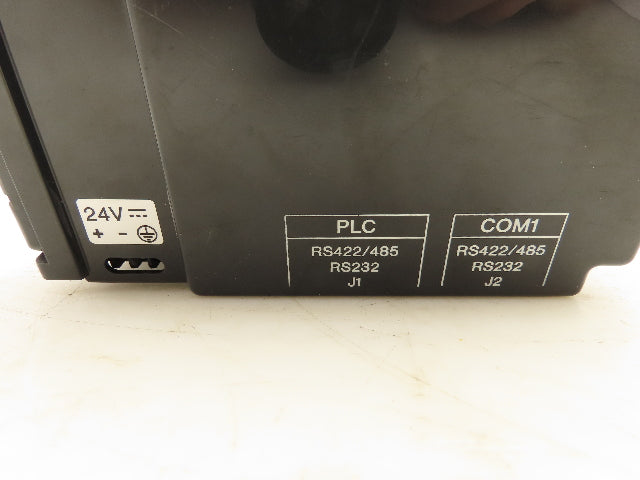 24V ⎓
+ - ⏚
PLC
RS422/485
RS232
J1
COM1
RS422/485
RS232
J2